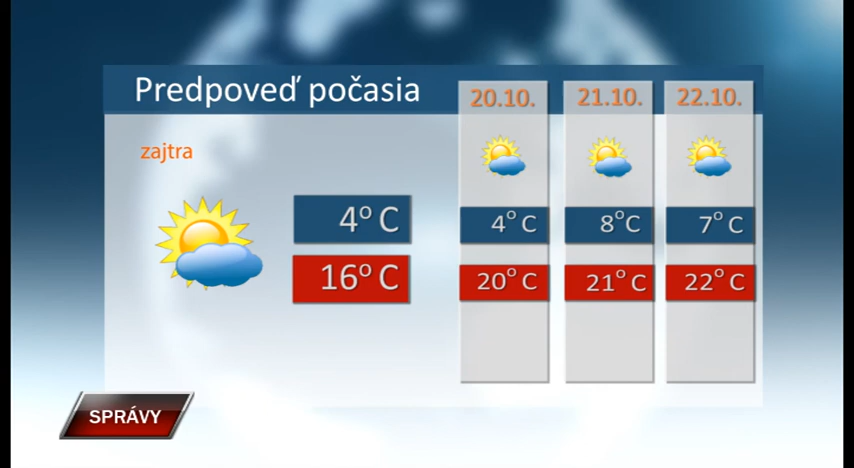 Predpoveď počasia
zajtra
4° C
16° C
20.10. 21.10. 22.10.
4° C 8°C 7° C
20° C 21° C 22° C
SPRÁVY